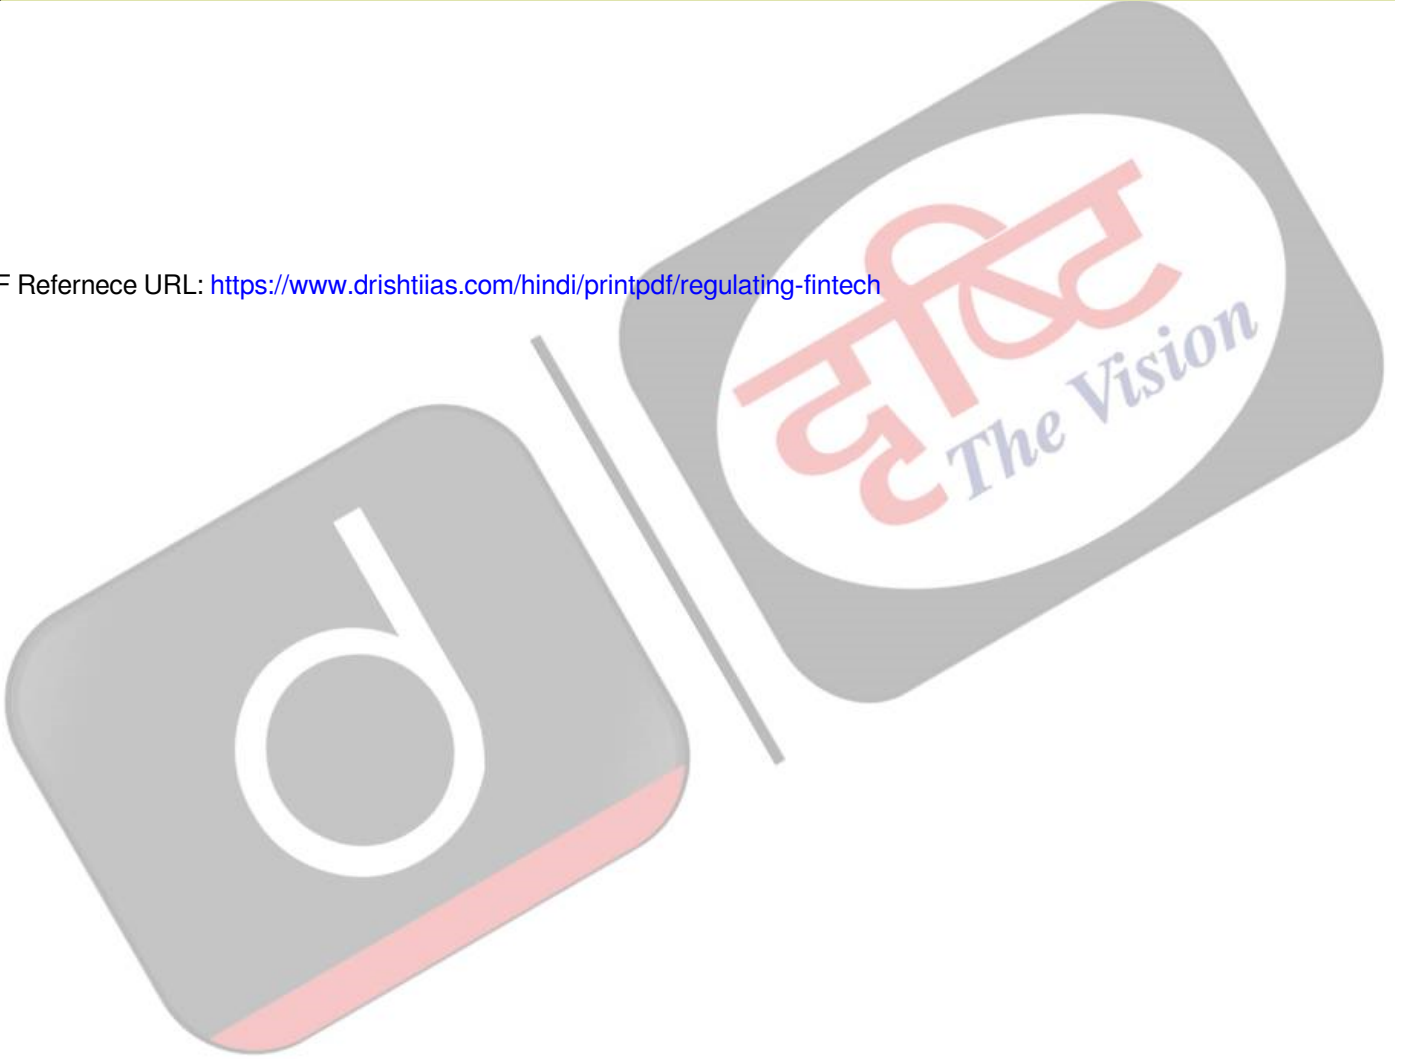 F Refernece URL: https://www.drishtiias.com/hindi/printpdf/regulating-fintech
दृष्टि
The Vision
d